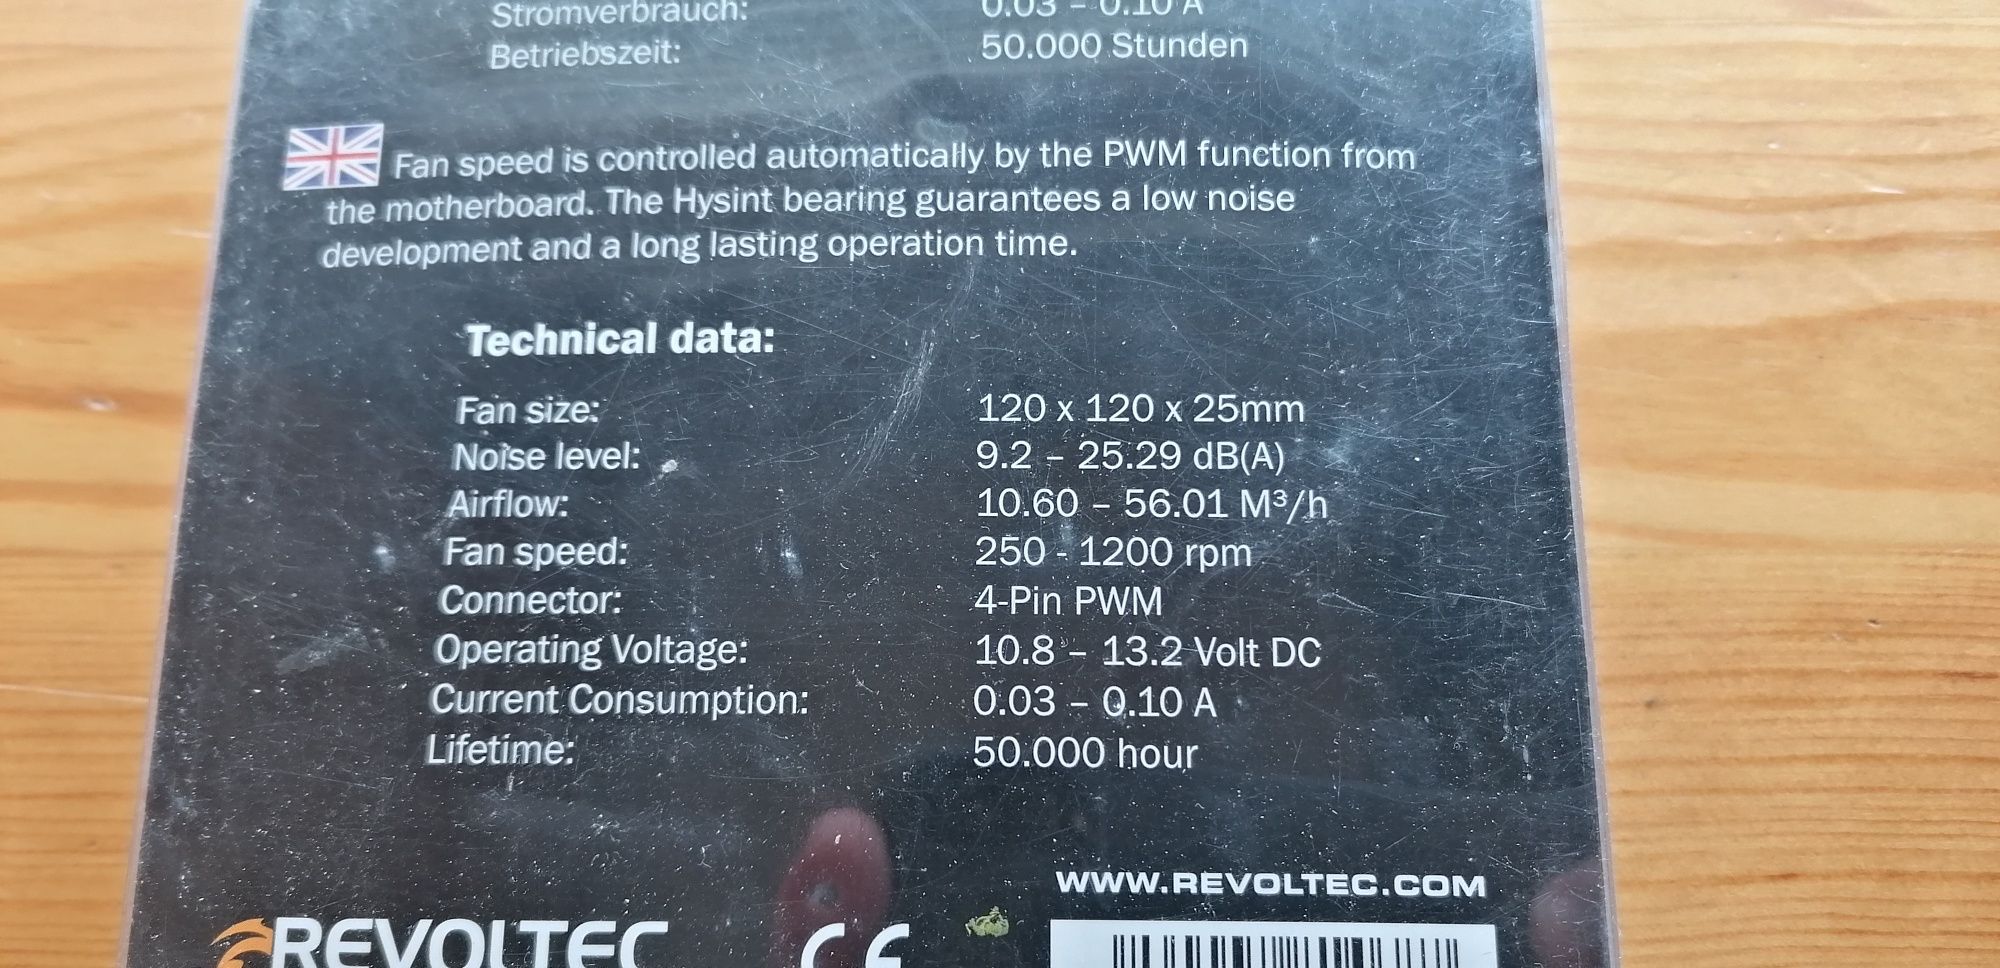 Stromverbrauch: 0.03 – 0.10 A
Betriebszeit: 50.000 Stunden
Fan speed is controlled automatically by the PWM function from
the motherboard. The Hysint bearing guarantees a low noise
development and a long lasting operation time.
Technical data:
Fan size: 120 x 120 x 25mm
Noise level: 9.2 – 25.29 dB(A)
Airflow: 10.60 – 56.01 M³/h
Fan speed: 250 - 1200 rpm
Connector: 4-Pin PWM
Operating Voltage: 10.8 – 13.2 Volt DC
Current Consumption: 0.03 – 0.10 A
Lifetime: 50.000 hour
WWW.REVOLTEC.COM
REVOLTEC CE